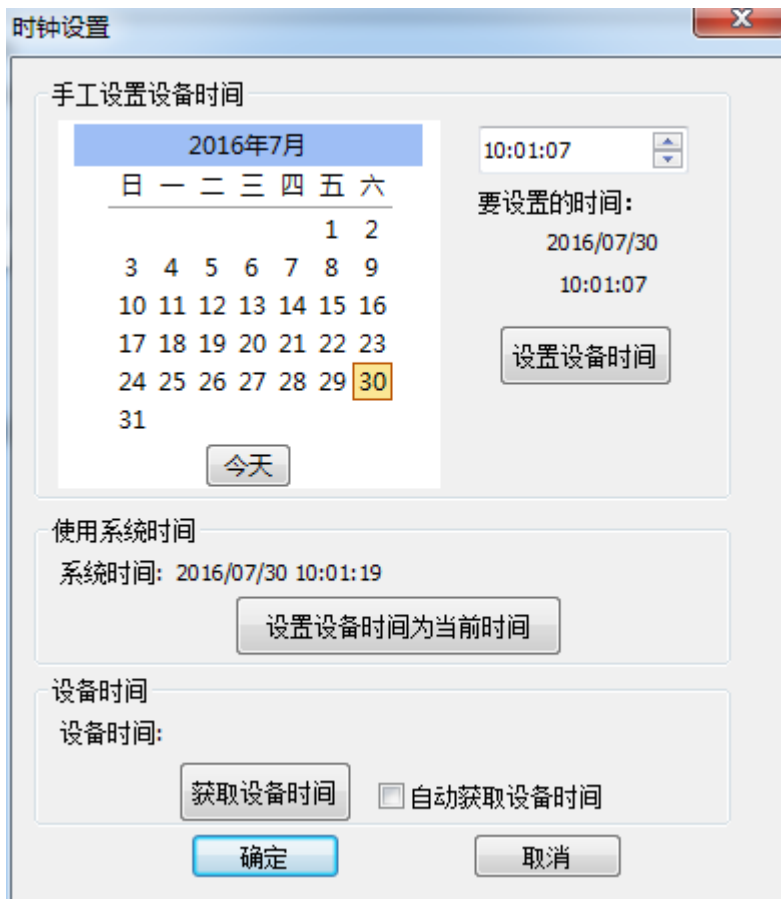 时钟设置
手工设置设备时间
2016年7月
日 一 二 三 四 五 六
1 2
3 4 5 6 7 8 9
10 11 12 13 14 15 16
17 18 19 20 21 22 23
24 25 26 27 28 29 30
31
今天
10:01:07
要设置的时间:
2016/07/30
10:01:07
设置设备时间
使用系统时间
系统时间: 2016/07/30 10:01:19
设置设备时间为当前时间
设备时间
设备时间:
获取设备时间 自动获取设备时间
确定 取消